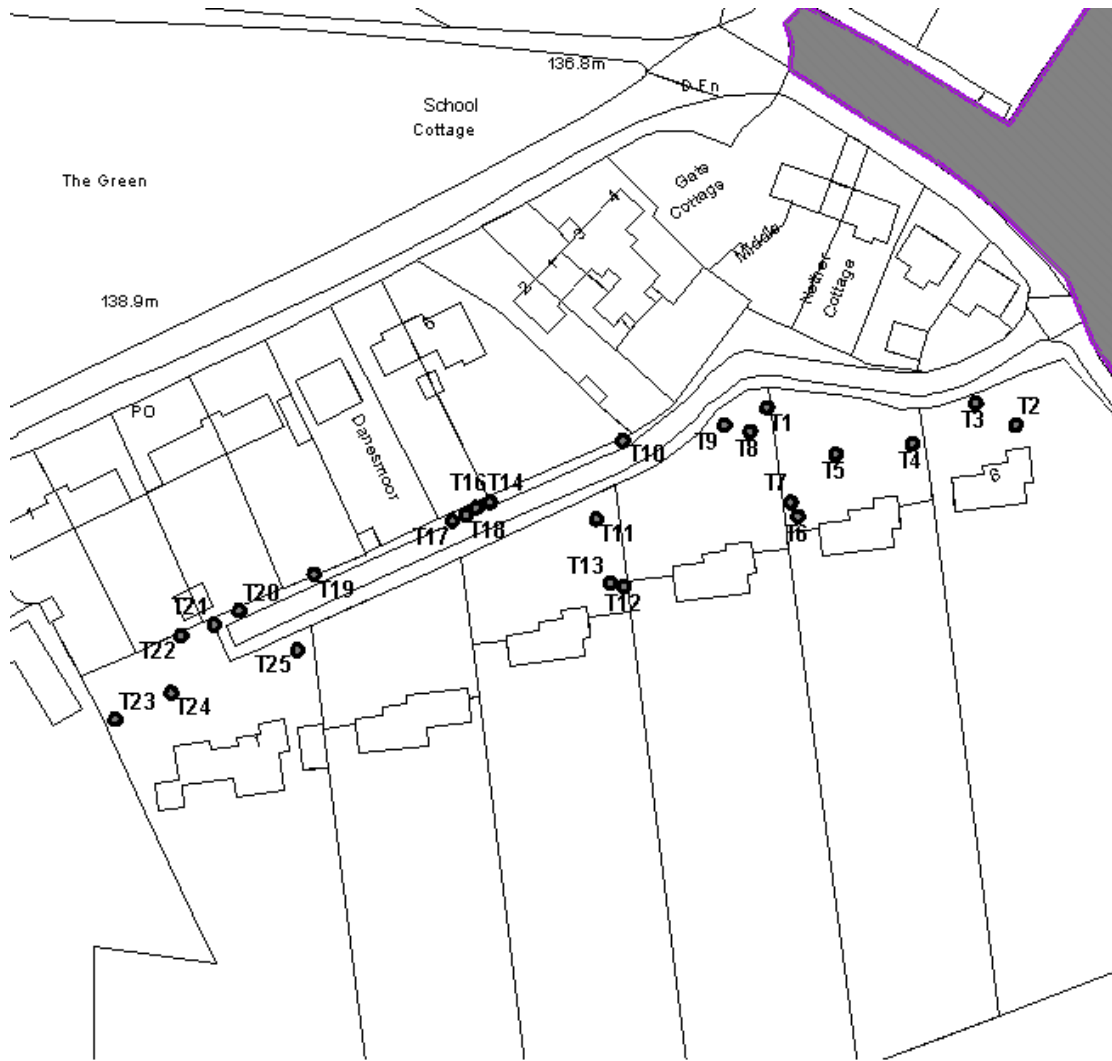 136.8m
D Fn
School
Cottage
The Green
Gate
Cottage
4
3
1
2
Middle
Nether
Cottage
138.9m
6
PO
Danesmoor
1
T1
T3
T2
T9
T8
T10
T5
T4
6
T16
T14
T17
T18
T7
T6
T11
T13
T12
T19
T20
T21
T22
T25
T23
T24